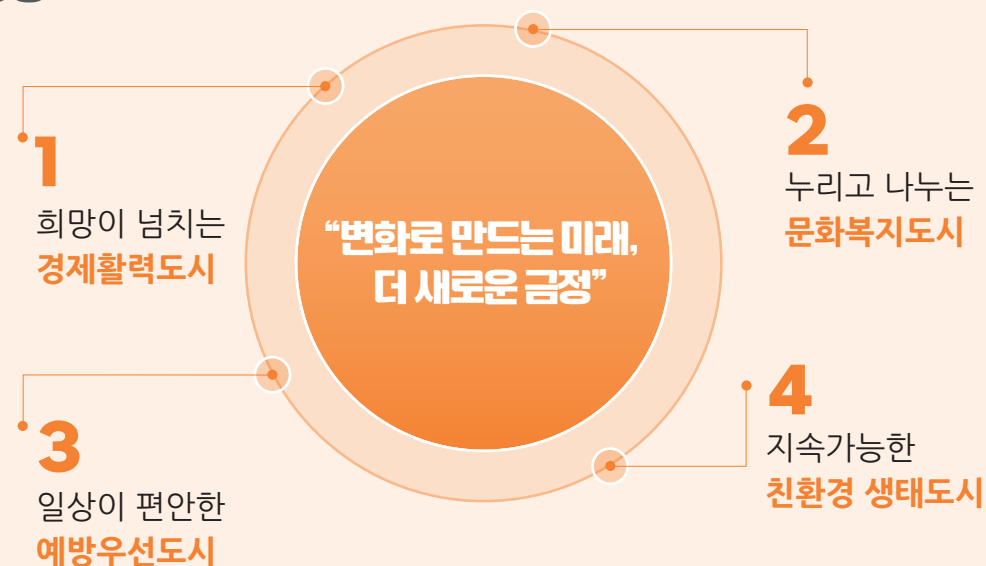 1
희망이 넘치는
경제활력도시
2
누리고 나누는
문화복지도시
“변화로 만드는 미래,
더 새로운 금정”
3
일상이 편안한
예방우선도시
4
지속가능한
친환경 생태도시